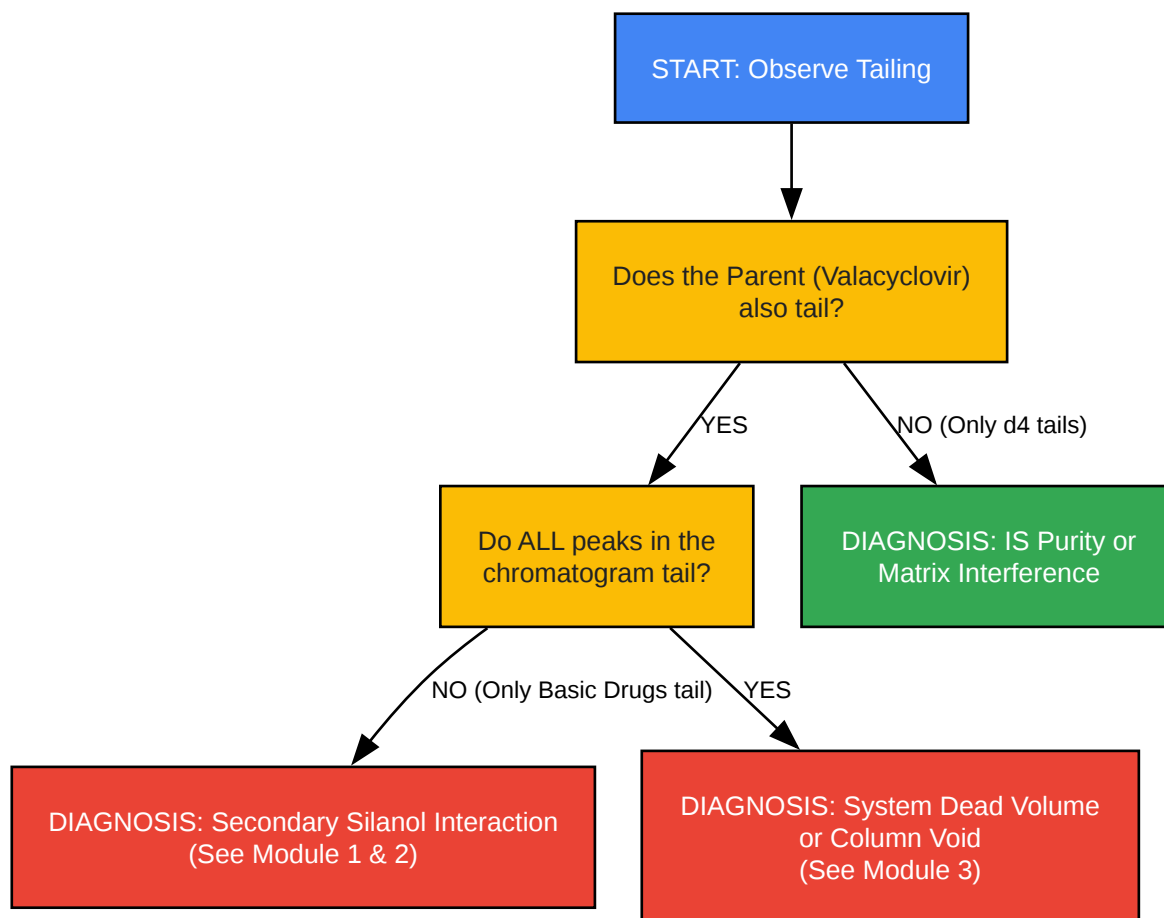 START: Observe Tailing
Does the Parent (Valacyclovir)
also tail?
YES
NO (Only d4 tails)
Do ALL peaks in the
chromatogram tail?
DIAGNOSIS: IS Purity or
Matrix Interference
NO (Only Basic Drugs tail)
YES
DIAGNOSIS: Secondary Silanol Interaction
(See Module 1 & 2)
DIAGNOSIS: System Dead Volume
or Column Void
(See Module 3)